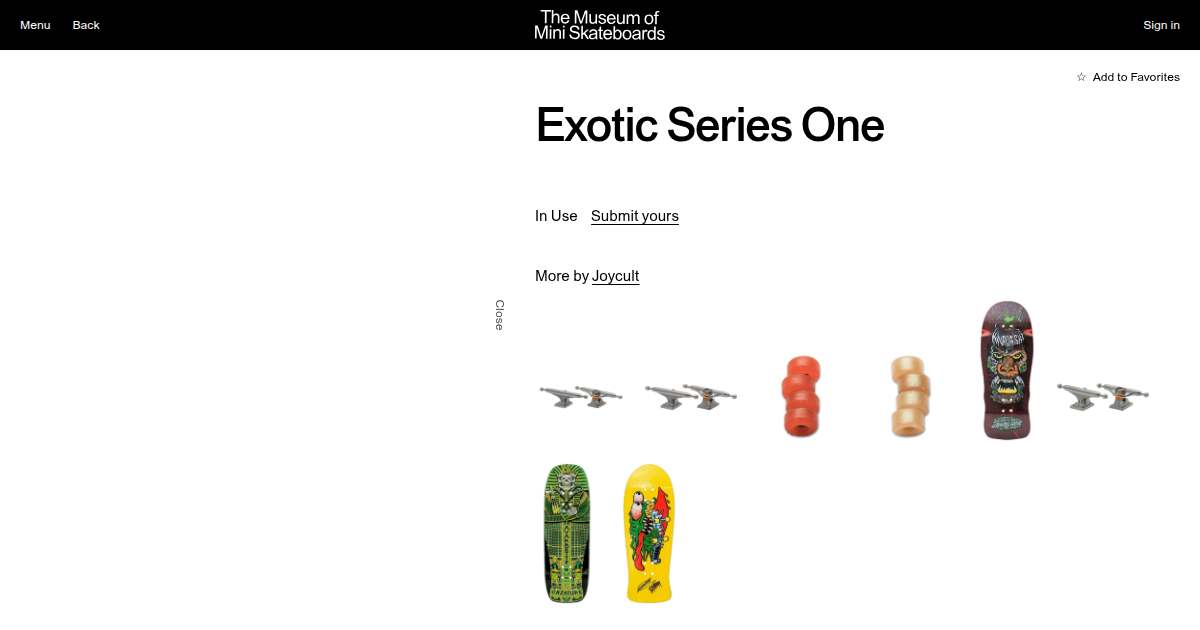 Menu
Back
The Museum of
Mini Skateboards
Sign in
☆ Add to Favorites
Exotic Series One
In Use Submit yours
More by Joycult
Close